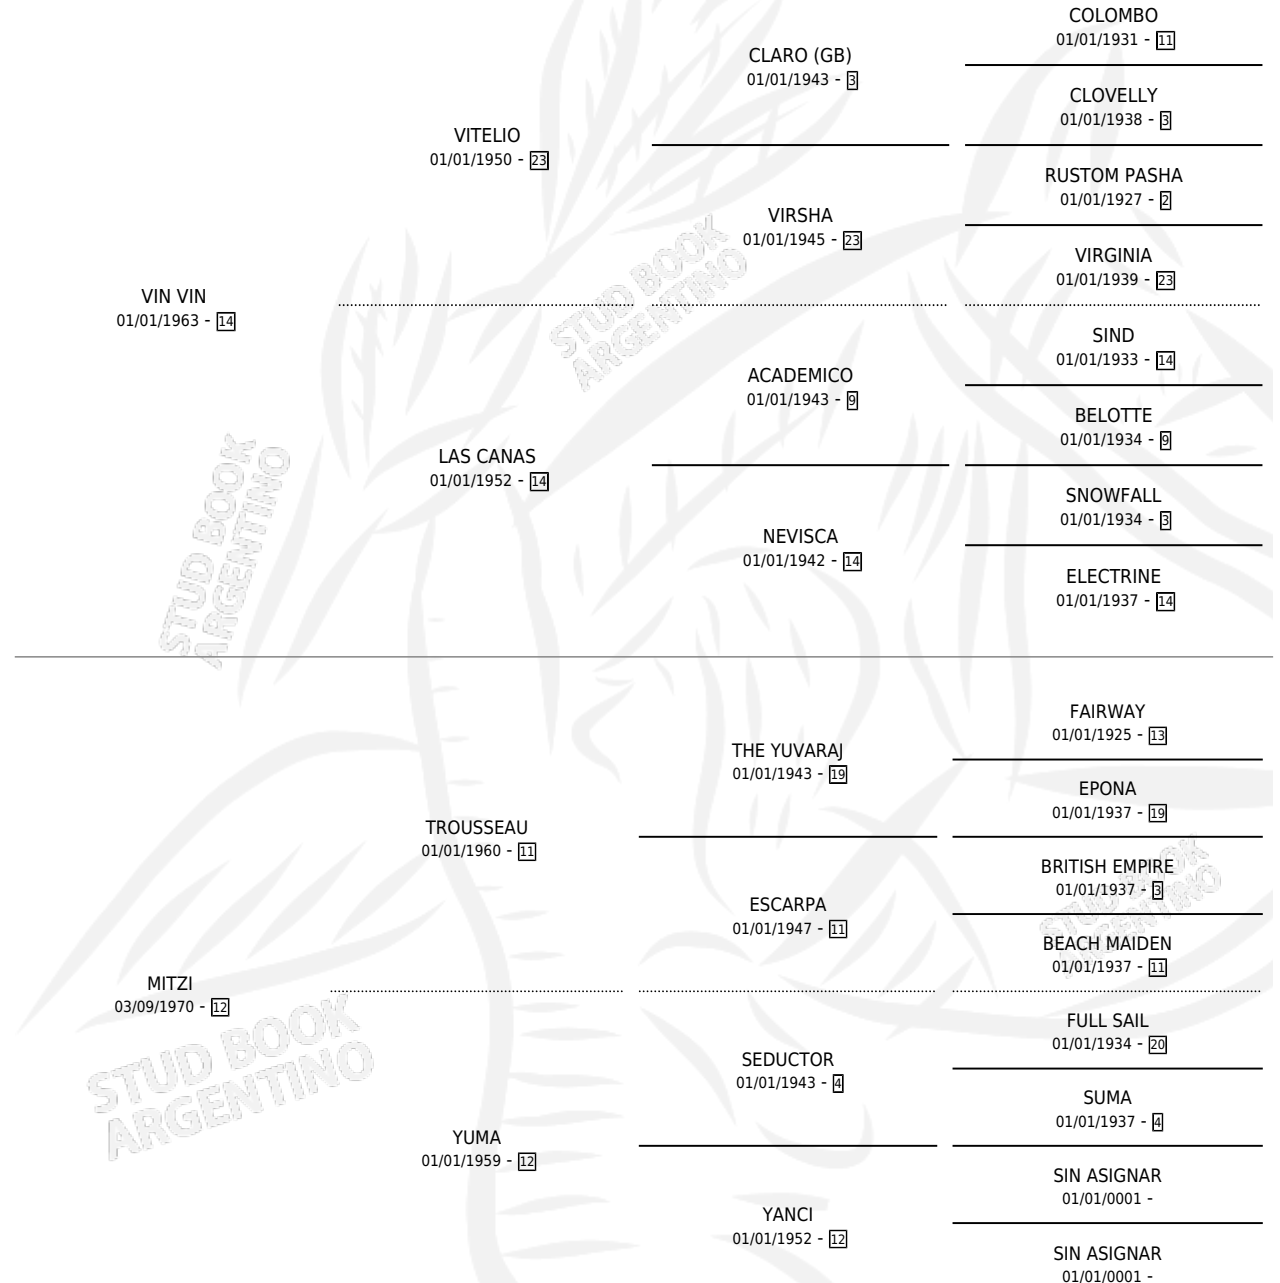 COLOMBO
01/01/1931 - 11
CLARO (GB)
01/01/1943 - 3
CLOVELLY
01/01/1938 - 3
VITELIO
01/01/1950 - 23
RUSTOM PASHA
01/01/1927 - 2
VIRSHA
01/01/1945 - 23
VIRGINIA
01/01/1939 - 23
VIN VIN
01/01/1963 - 14
STUD BOOK
ARGENTINO
SIND
01/01/1933 - 14
ACADEMICO
01/01/1943 - 9
BELOTTE
01/01/1934 - 9
LAS CANAS
01/01/1952 - 14
SNOWFALL
01/01/1934 - 3
NEVISCA
01/01/1942 - 14
ELECTRINE
01/01/1937 - 14
STUD BOOK
ARGENTINO
FAIRWAY
01/01/1925 - 13
THE YUVARAJ
01/01/1943 - 19
EPONA
01/01/1937 - 19
TROUSSEAU
01/01/1960 - 11
BRITISH EMPIRE
01/01/1937 - 3
ESCARPA
01/01/1947 - 11
BEACH MAIDEN
01/01/1937 - 11
STUD BOOK
ARGENTINO
MITZI
03/09/1970 - 12
FULL SAIL
01/01/1934 - 20
SEDUCTOR
01/01/1943 - 4
SUMA
01/01/1937 - 4
STUD BOOK
ARGENTINO
YUMA
01/01/1959 - 12
SIN ASIGNAR
01/01/0001 -
YANCI
01/01/1952 - 12
SIN ASIGNAR
01/01/0001 -